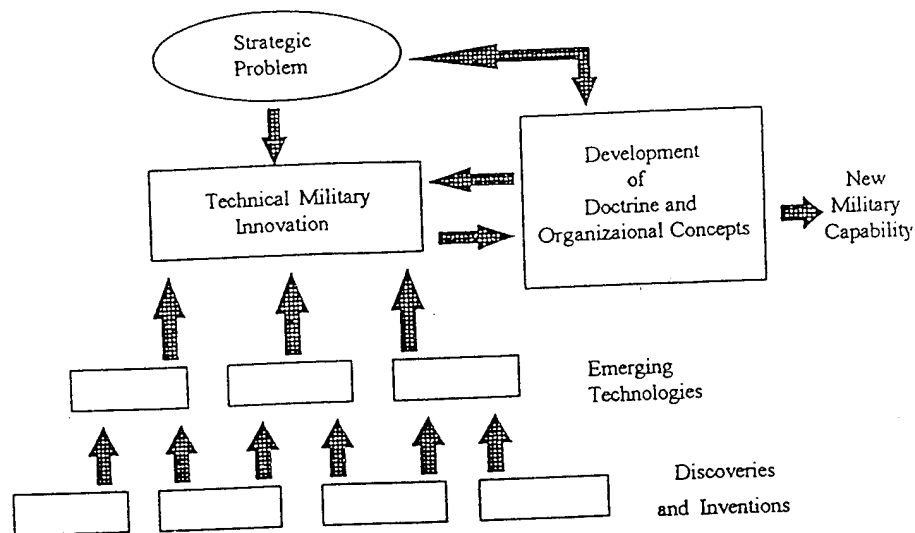 Strategic
Problem
Technical Military
Innovation
Development
of
Doctrine and
Organizaional Concepts
New
Military
Capability
Emerging
Technologies
Discoveries
and Inventions